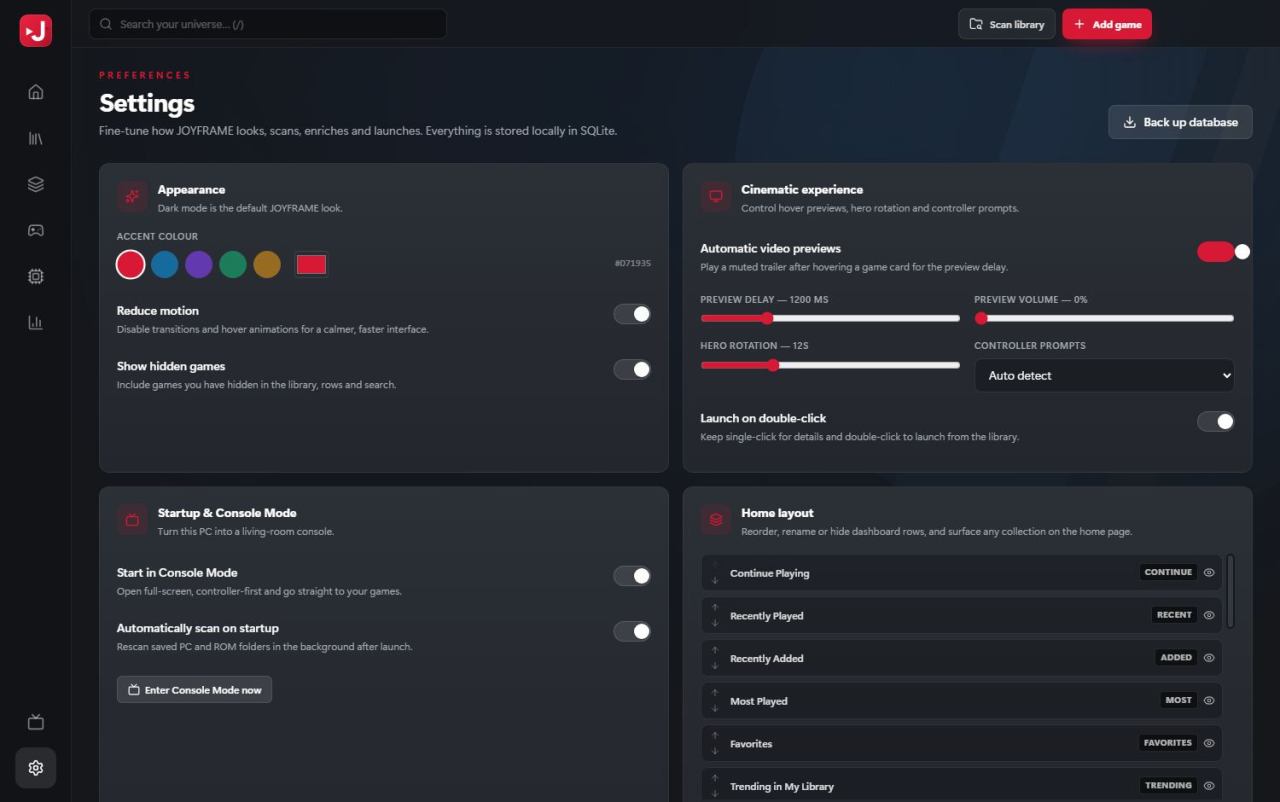 J
Search your universe... (/)
Scan library
Add game
PREFERENCES
Settings
Fine-tune how JOYFRAME looks, scans, enriches and launches. Everything is stored locally in SQLite.
Back up database
Appearance
Dark mode is the default JOYFRAME look.
ACCENT COLOUR
#D71935
Reduce motion
Disable transitions and hover animations for a calmer, faster interface.
Show hidden games
Include games you have hidden in the library, rows and search.
Cinematic experience
Control hover previews, hero rotation and controller prompts.
Automatic video previews
Play a muted trailer after hovering a game card for the preview delay.
PREVIEW DELAY — 1200 MS
PREVIEW VOLUME — 0%
HERO ROTATION — 12S
CONTROLLER PROMPTS
Auto detect
Launch on double-click
Keep single-click for details and double-click to launch from the library.
Startup & Console Mode
Turn this PC into a living-room console.
Start in Console Mode
Open full-screen, controller-first and go straight to your games.
Automatically scan on startup
Rescan saved PC and ROM folders in the background after launch.
Enter Console Mode now
Home layout
Reorder, rename or hide dashboard rows, and surface any collection on the home page.
Continue Playing
CONTINUE
Recently Played
RECENT
Recently Added
ADDED
Most Played
MOST
Favorites
FAVORITES
Trending in My Library
TRENDING